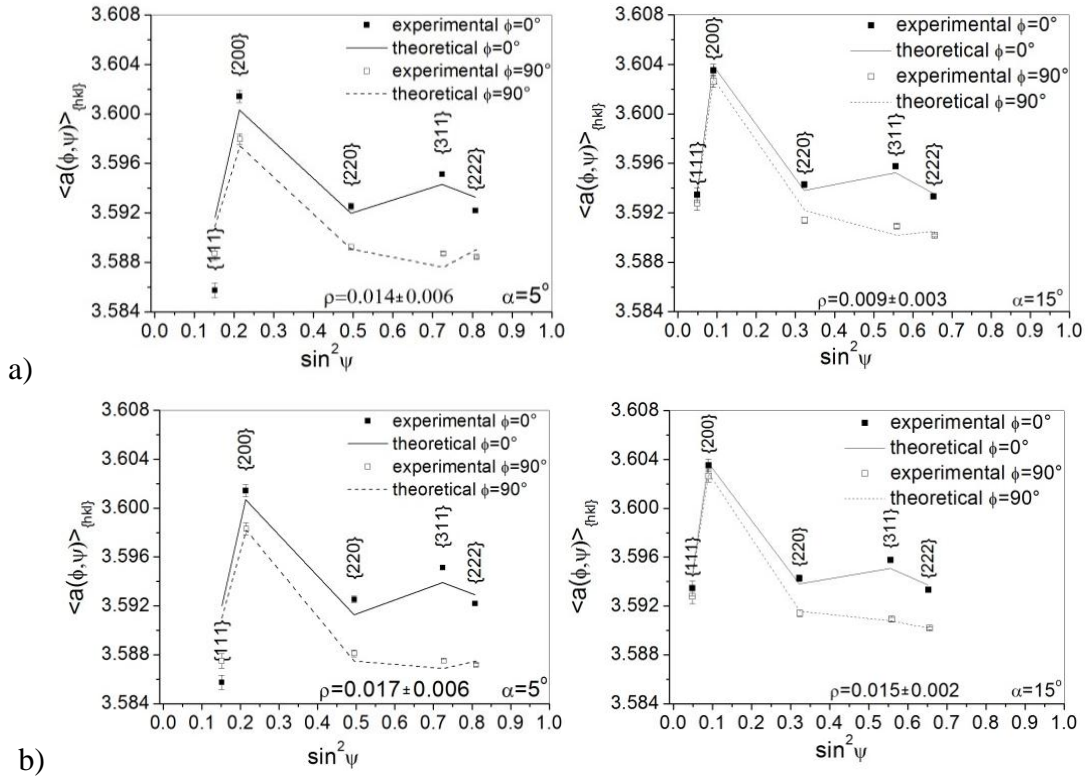 3.608
3.604
3.600
3.596
3.592
3.588
3.584
<a(ϕ,ψ)>{hkl}
{111}
{200}
{220}
{311}
{222}
experimental ϕ=0°
theoretical ϕ=0°
experimental ϕ=90°
theoretical ϕ=90°
ρ=0.014±0.006 α=5°
0.0 0.1 0.2 0.3 0.4 0.5 0.6 0.7 0.8 0.9 1.0
sin²ψ
3.608
3.604
3.600
3.596
3.592
3.588
3.584
<a(ϕ,ψ)>{hkl}
{111}
{200}
{220}
{311}
{222}
experimental ϕ=0°
theoretical ϕ=0°
experimental ϕ=90°
theoretical ϕ=90°
ρ=0.009±0.003 α=15°
0.0 0.1 0.2 0.3 0.4 0.5 0.6 0.7 0.8 0.9 1.0
sin²ψ
a)
3.608
3.604
3.600
3.596
3.592
3.588
3.584
<a(ϕ,ψ)>{hkl}
{111}
{200}
{220}
{311}
{222}
experimental ϕ=0°
theoretical ϕ=0°
experimental ϕ=90°
theoretical ϕ=90°
ρ=0.017±0.006 α=5°
0.0 0.1 0.2 0.3 0.4 0.5 0.6 0.7 0.8 0.9 1.0
sin²ψ
3.608
3.604
3.600
3.596
3.592
3.588
3.584
<a(ϕ,ψ)>{hkl}
{111}
{200}
{220}
{311}
{222}
experimental ϕ=0°
theoretical ϕ=0°
experimental ϕ=90°
theoretical ϕ=90°
ρ=0.015±0.002 α=15°
0.0 0.1 0.2 0.3 0.4 0.5 0.6 0.7 0.8 0.9 1.0
sin²ψ
b)